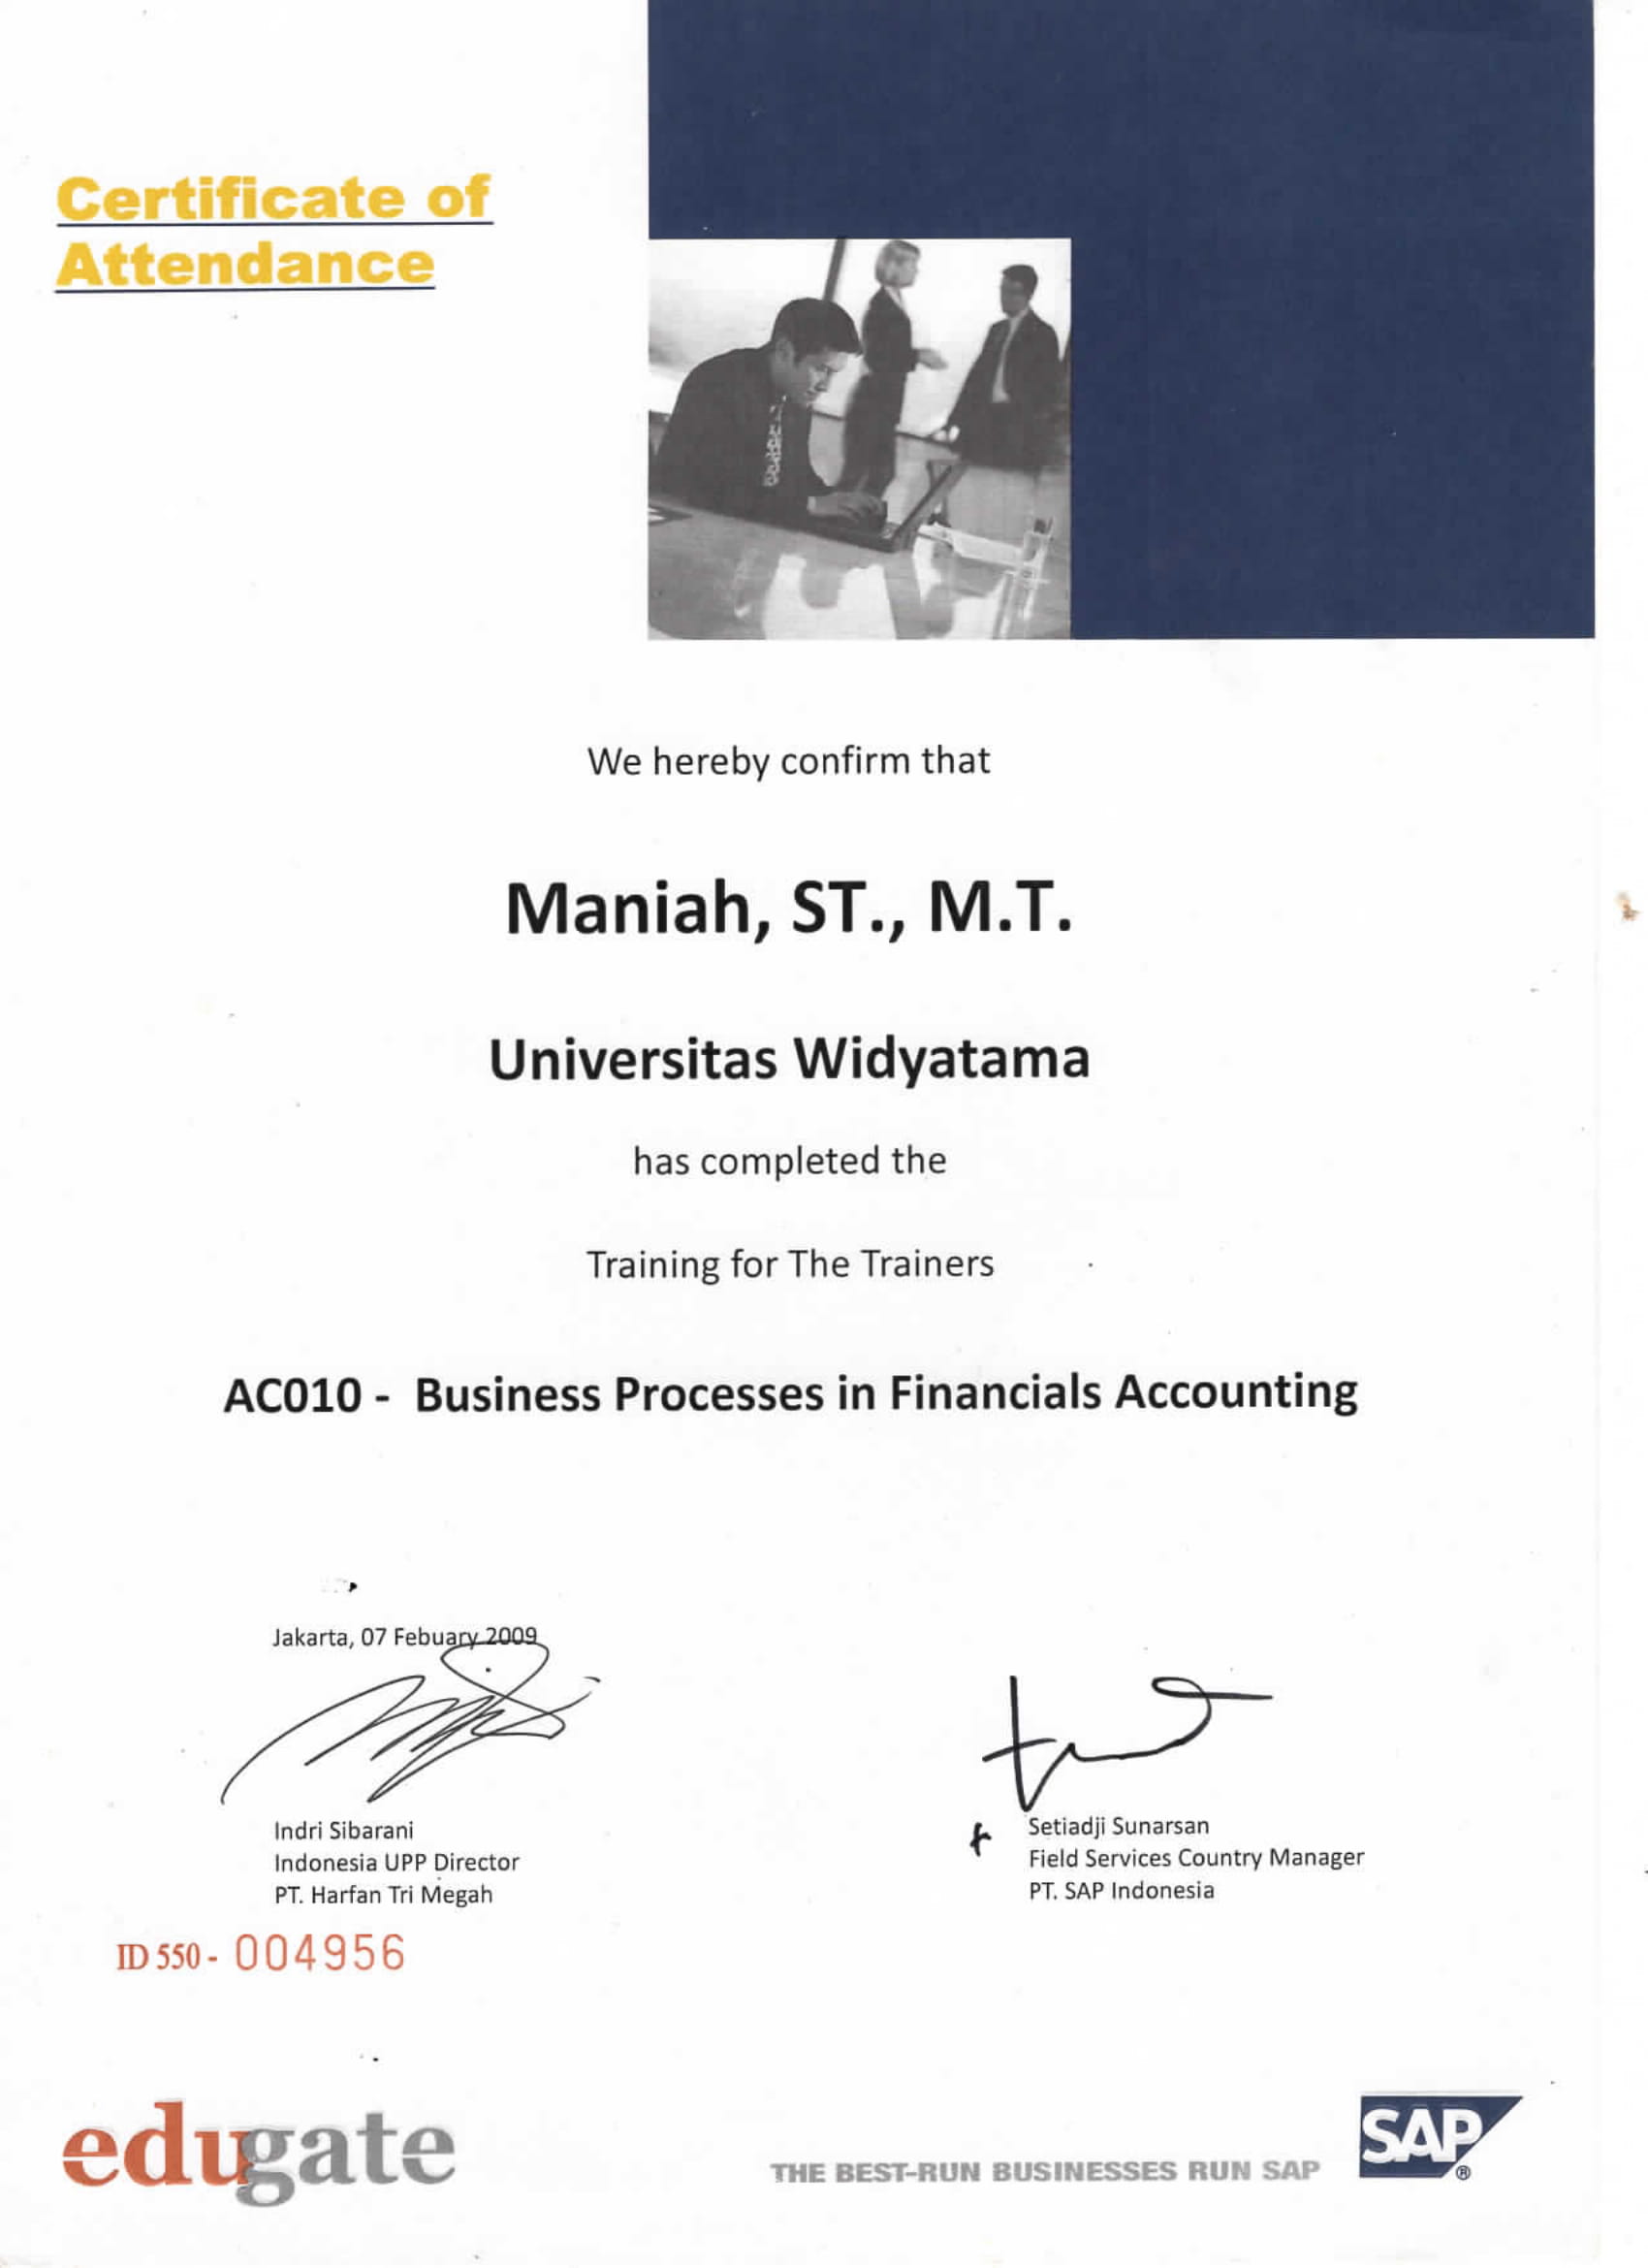 Certificate of
Attendance
We hereby confirm that
Maniah, ST., M.T.
Universitas Widyatama
has completed the
Training for The Trainers
AC010 - Business Processes in Financials Accounting
Jakarta, 07 Febuary 2009
Indri Sibarani
Indonesia UPP Director
PT. Harfan Tri Megah
Setiadji Sunarsan
Field Services Country Manager
PT. SAP Indonesia
ID 550 - 004956
edugate
THE BEST-RUN BUSINESSES RUN SAP
SAP®